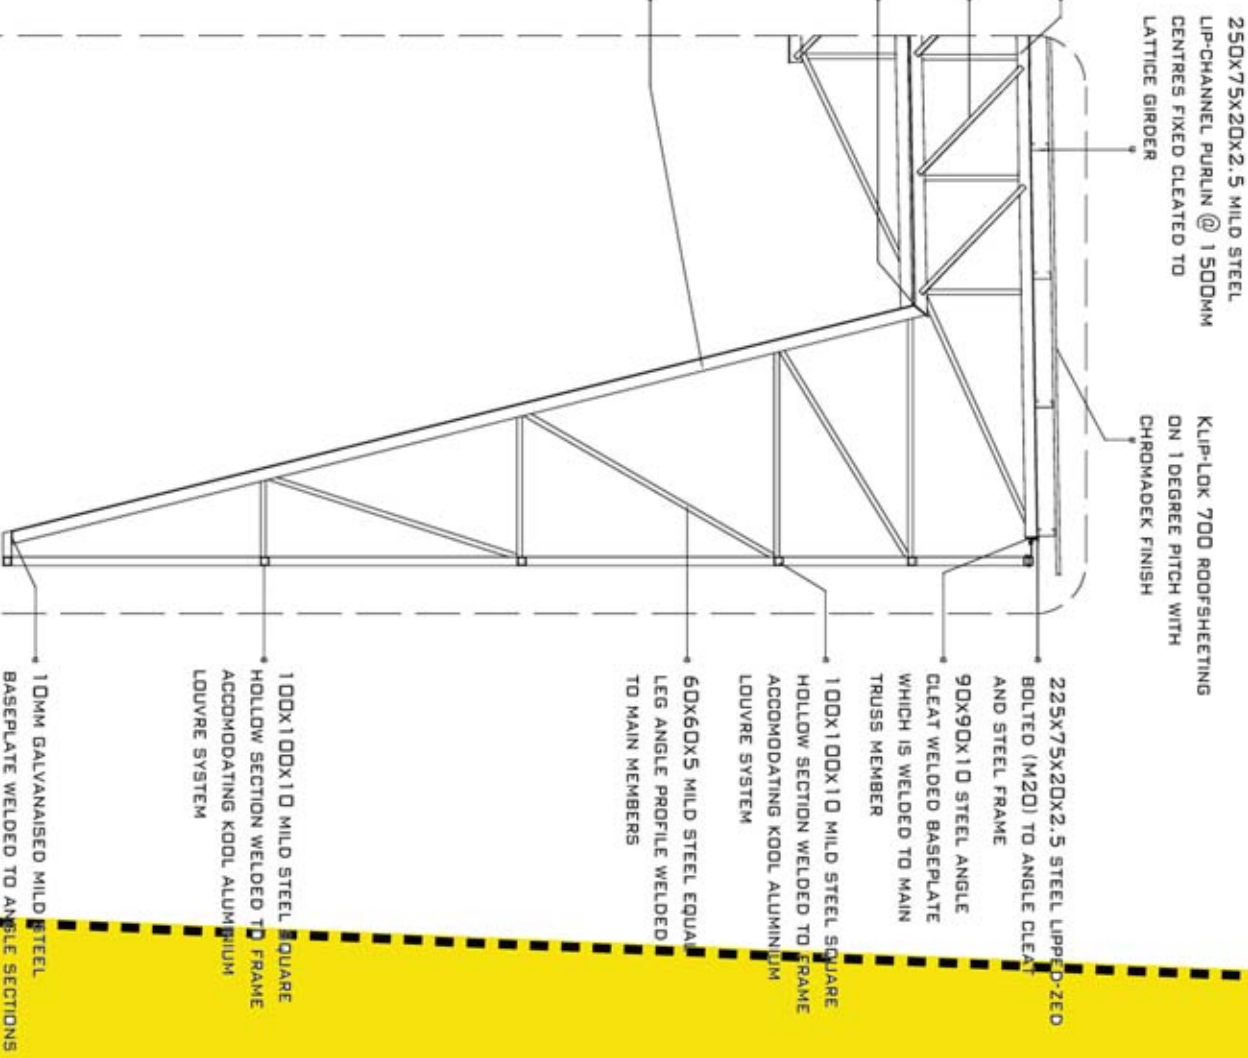 250x75x20x2.5 MILD STEEL
LIP-CHANNEL PURLIN @ 1500MM
CENTRES FIXED CLEATED TO
LATTICE GIRDER
KLIP-LOK 700 ROOFSHEETING
ON 1 DEGREE PITCH WITH
CHROMADEK FINISH
225x75x20x2.5 STEEL LIPPED-ZED
BOLTED (M20) TO ANGLE CLEAT
AND STEEL FRAME
90x90x10 STEEL ANGLE
CLEAT WELDED BASEPLATE
WHICH IS WELDED TO MAIN
TRUSS MEMBER
100x100x10 MILD STEEL SQUARE
HOLLOW SECTION WELDED TO FRAME
ACCOMODATING KOOL ALUMINIUM
LOUVRE SYSTEM
60x60x5 MILD STEEL EQUAL
LEG ANGLE PROFILE WELDED
TO MAIN MEMBERS
100x100x10 MILD STEEL SQUARE
HOLLOW SECTION WELDED TO FRAME
ACCOMODATING KOOL ALUMINIUM
LOUVRE SYSTEM
10MM GALVANAISED MILD STEEL
BASEPLATE WELDED TO ANGLE SECTIONS